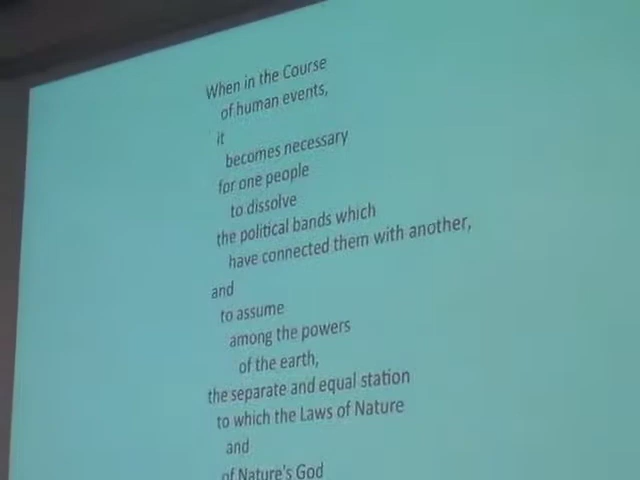 When in the Course
of human events,
it
becomes necessary
for one people
to dissolve
the political bands which
have connected them with another,
and
to assume
among the powers
of the earth,
the separate and equal station
to which the Laws of Nature
and
of Nature's God